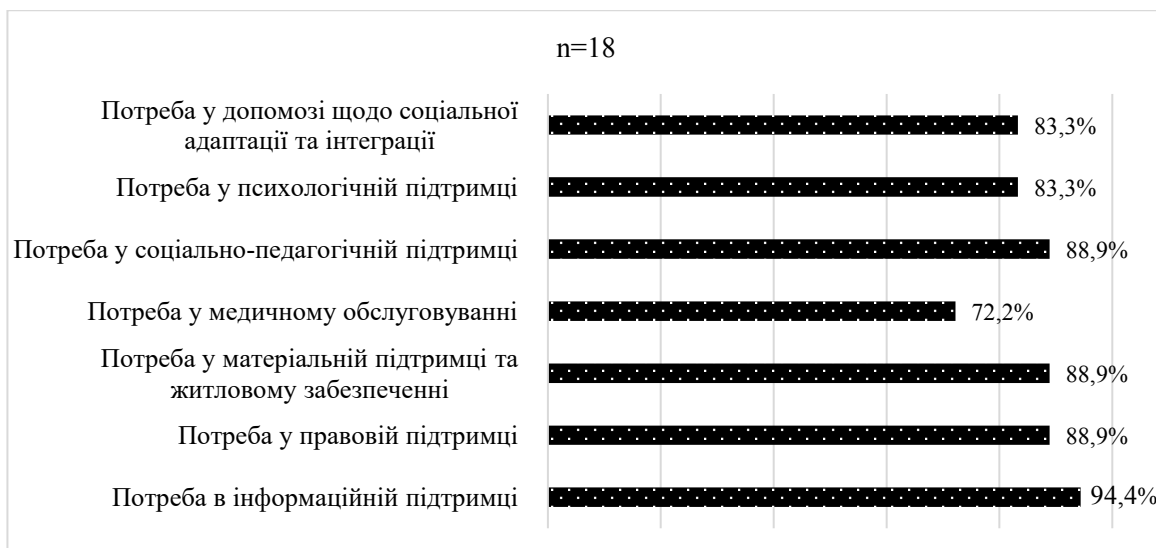 n=18
Потреба у допомозі щодо соціальної
адаптації та інтеграції
83,3%
Потреба у психологічній підтримці
83,3%
Потреба у соціально-педагогічній підтримці
88,9%
Потреба у медичному обслуговуванні
72,2%
Потреба у матеріальній підтримці та
житловому забезпеченні
88,9%
Потреба у правовій підтримці
88,9%
Потреба в інформаційній підтримці
94,4%